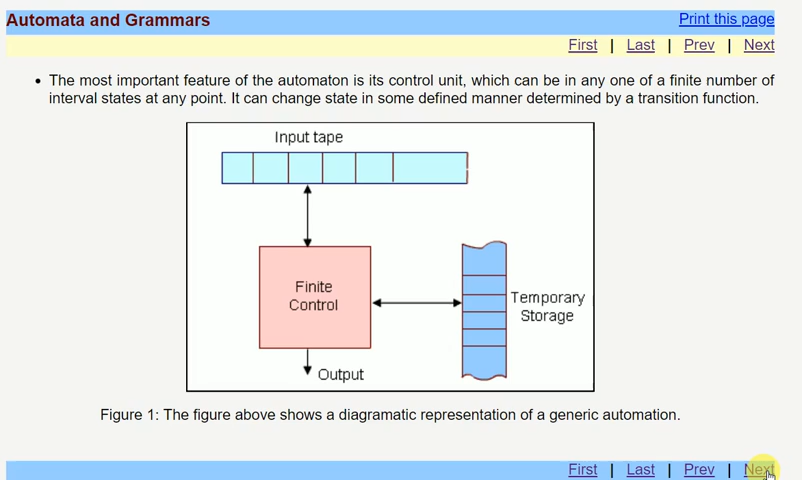 Automata and Grammars
Print this page
First | Last | Prev | Next
• The most important feature of the automaton is its control unit, which can be in any one of a finite number of
interval states at any point. It can change state in some defined manner determined by a transition function.
Input tape
Finite
Control
Temporary
Storage
Output
Figure 1: The figure above shows a diagramatic representation of a generic automation.
First | Last | Prev | Next